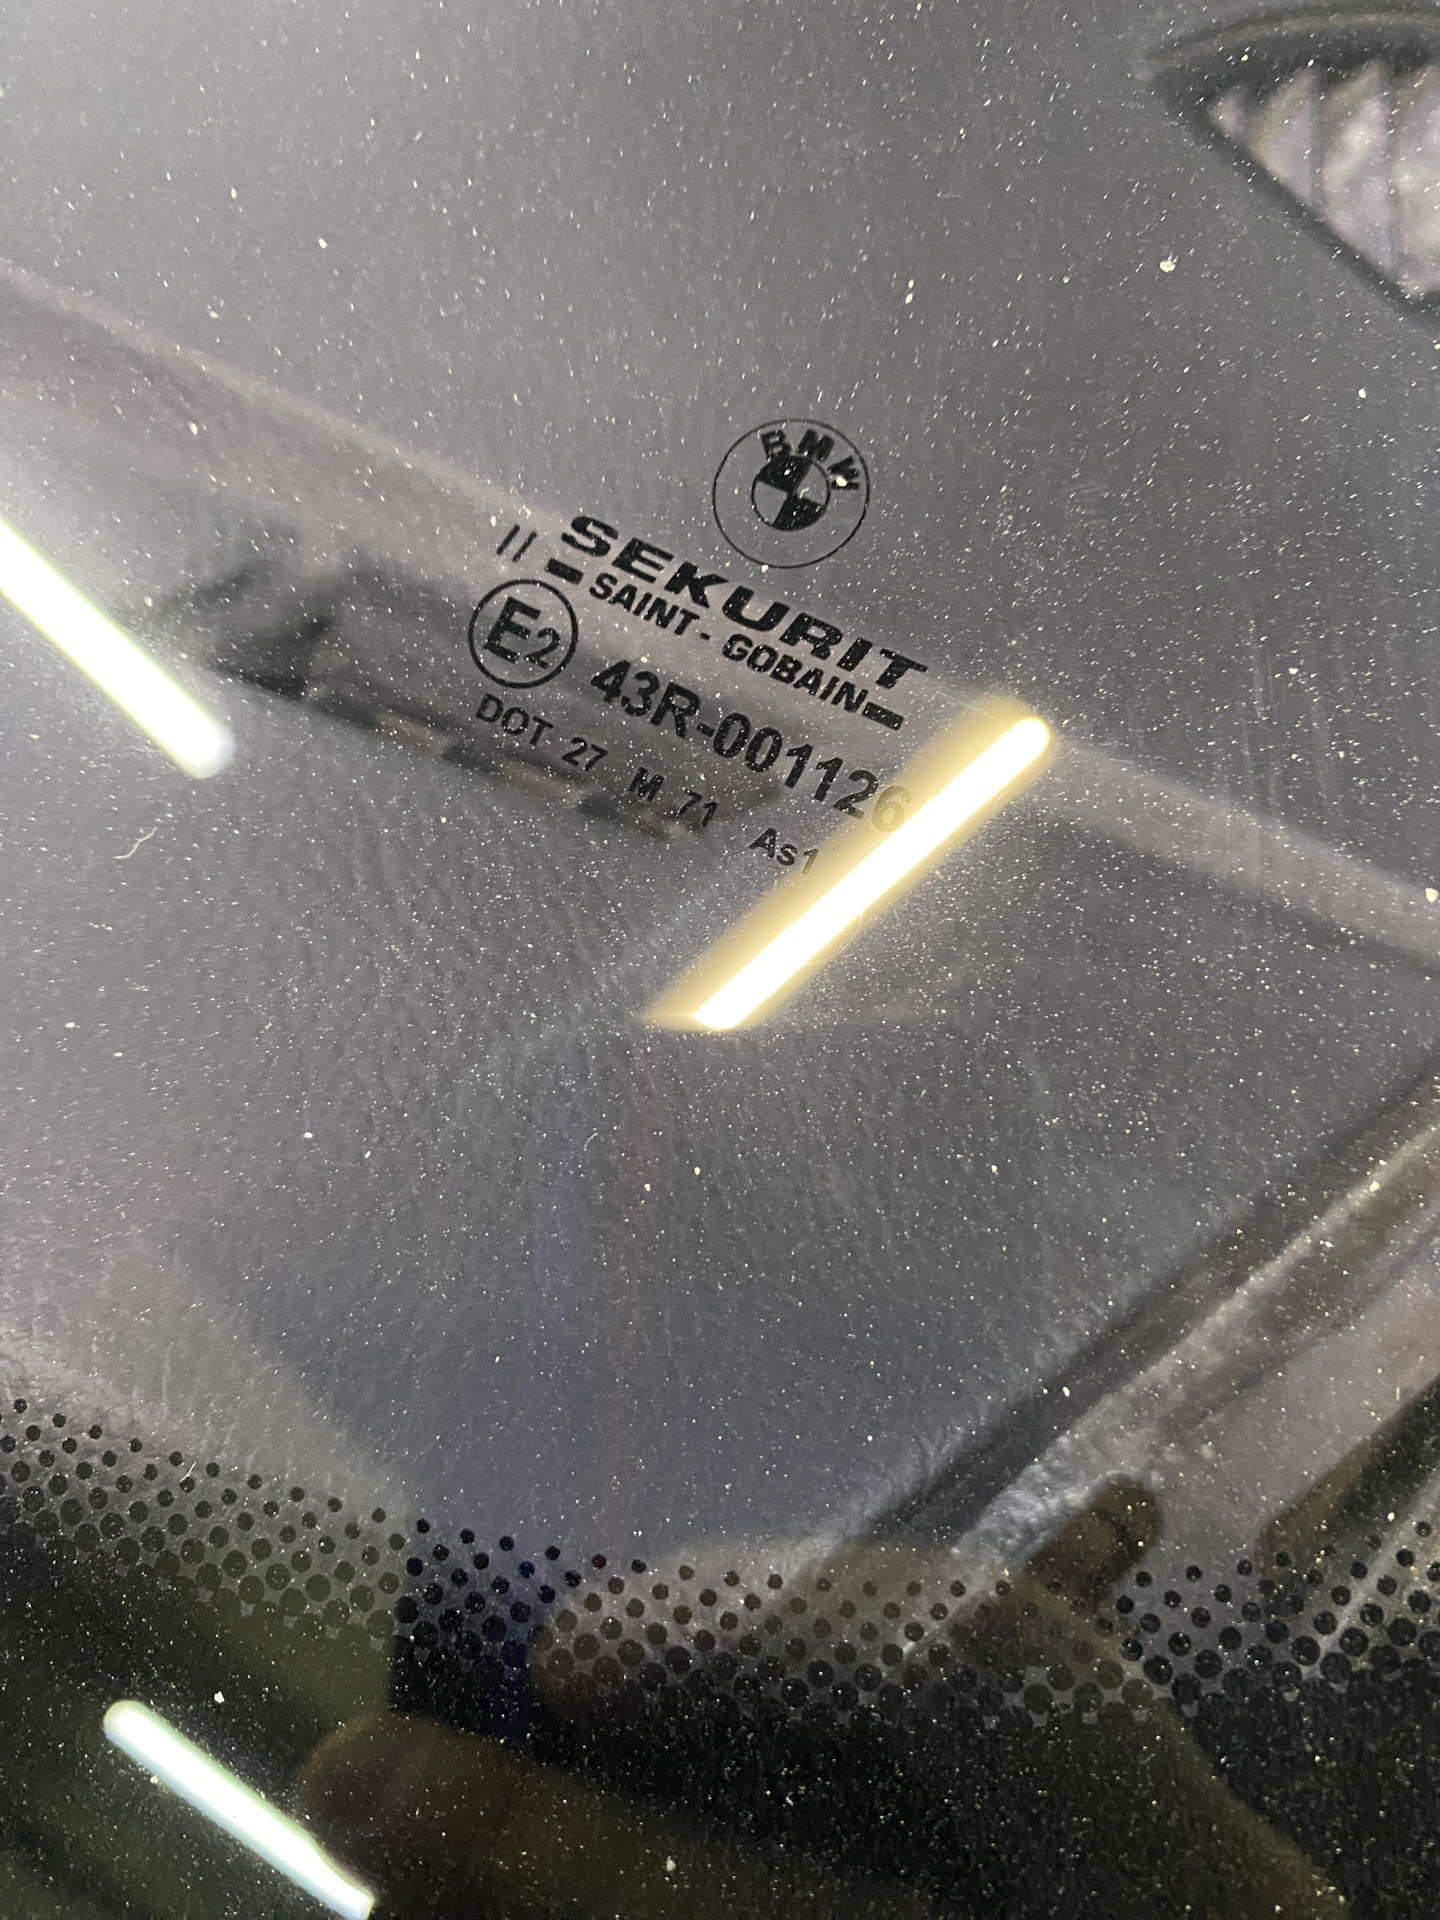 BMW
SEKURIT
SAINT-GOBAIN
II
E2 43R-001126
DOT 27 M 71 As1